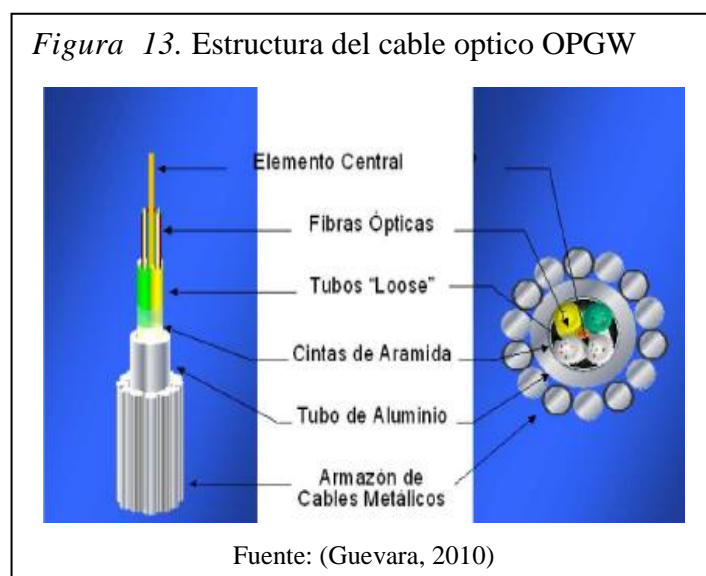 Figura 13. Estructura del cable optico OPGW
Elemento Central
Fibras Ópticas
Tubos "Loose"
Cintas de Aramida
Tubo de Aluminio
Armazón de
Cables Metálicos
Fuente: (Guevara, 2010)